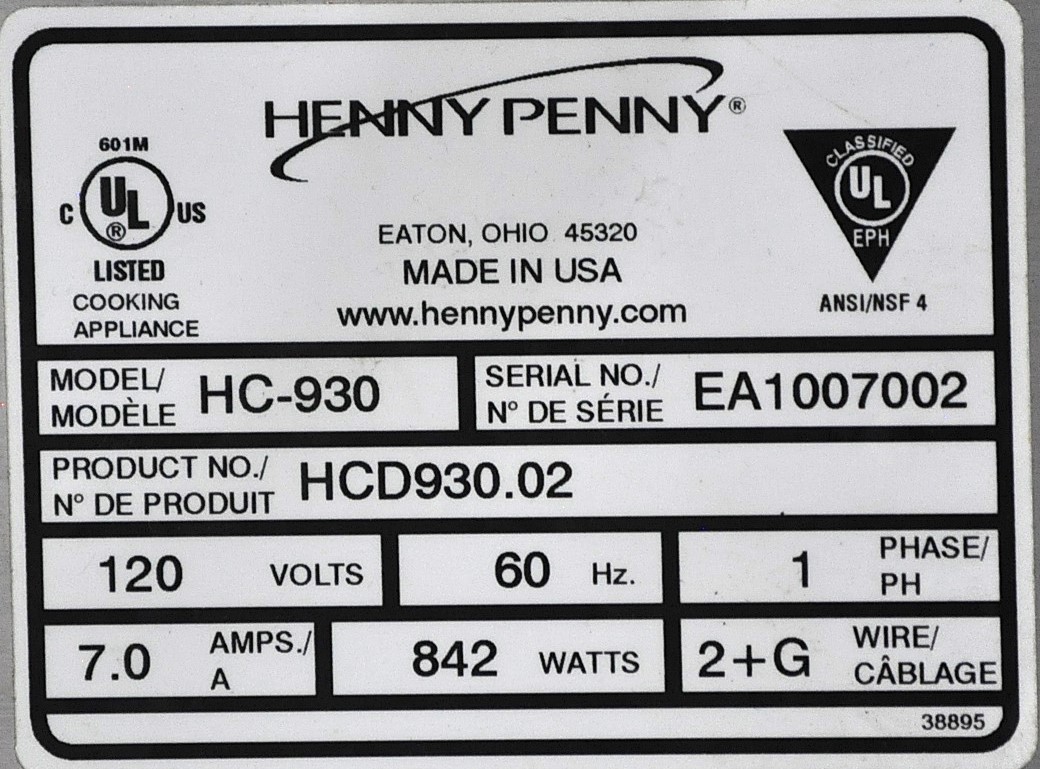 HENNY PENNY®
601M
C UL® US
LISTED
COOKING
APPLIANCE
EATON, OHIO 45320
MADE IN USA
www.hennypenny.com
CLASSIFIED
UL
EPH
ANSI/NSF 4
MODEL/
MODÈLE HC-930
SERIAL NO./
N° DE SÉRIE EA1007002
PRODUCT NO./
N° DE PRODUIT HCD930.02
120 VOLTS
60 Hz.
1 PHASE/
PH
7.0 AMPS./
A
842 WATTS
2+G WIRE/
CÂBLAGE
38895